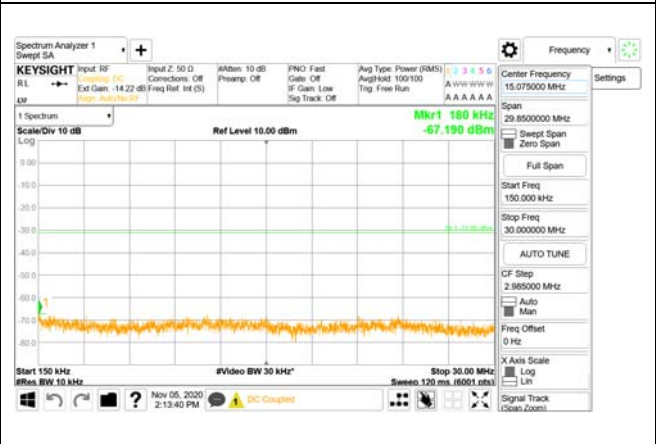 Spectrum Analyzer 1
Swept SA
Frequency
KEYSIGHT
RL
Input: RF
Coupling: DC
Ext Gain: -14.22 dB
Align: Auto/No RF
Input Z: 50 Ω
Corrections: Off
Freq Ref: Int (S)
#Atten: 10 dB
Preamp: Off
PNO: Fast
Gate: Off
IF Gain: Low
Sig Track: Off
Avg Type: Power (RMS)
Avg|Hold: 100/100
Trig: Free Run
1 2 3 4 5 6
A W W W W W
A A A A A A
1 Spectrum
Scale/Div 10 dB
Ref Level 10.00 dBm
Mkr1 180 kHz
-67.190 dBm
Log
0.00
-10.0
-20.0
-30.0
-40.0
-50.0
-60.0
-70.0
-80.0
1
Start 150 kHz
#Res BW 10 kHz
#Video BW 30 kHz*
Stop 30.00 MHz
Sweep 120 ms (6001 pts)
Nov 05, 2020
2:13:40 PM
DC Coupled
Settings
Center Frequency
15.075000 MHz
Span
29.8500000 MHz
Swept Span
Zero Span
Full Span
Start Freq
150.000 kHz
Stop Freq
30.000000 MHz
AUTO TUNE
CF Step
2.985000 MHz
Auto
Man
Freq Offset
0 Hz
X Axis Scale
Log
Lin
Signal Track
(Span Zoom)